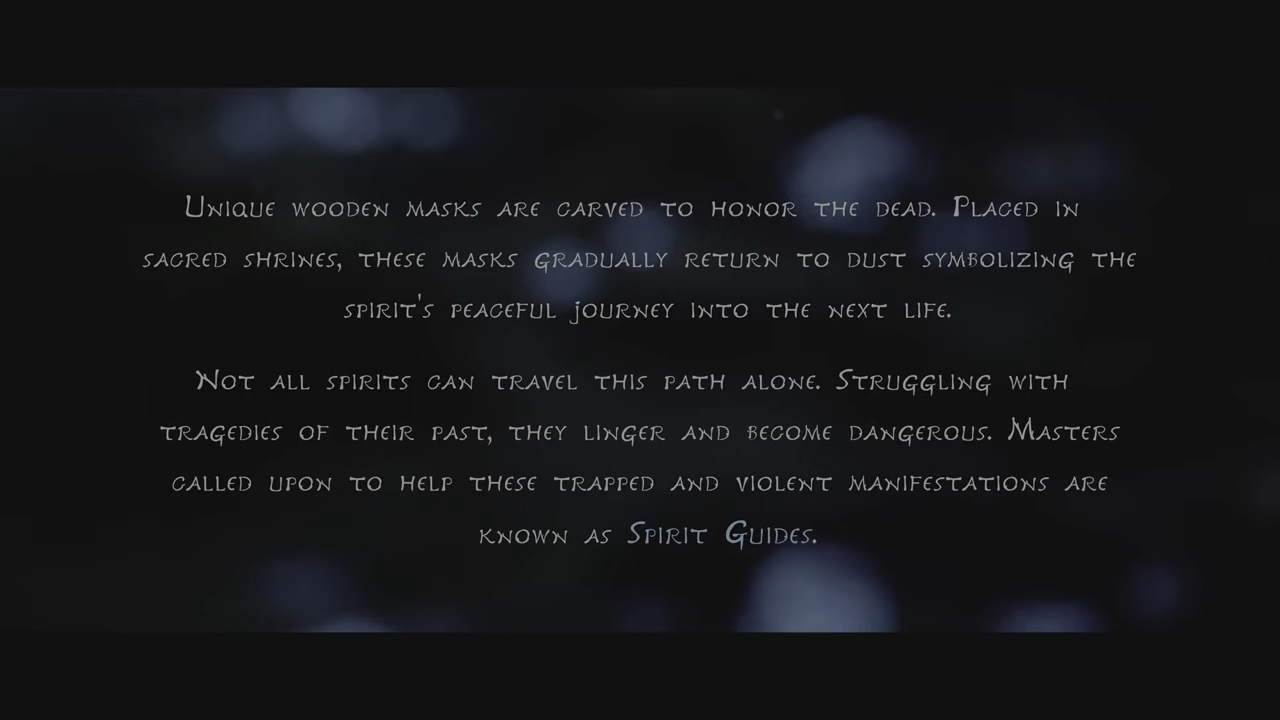 Unique wooden masks are carved to honor the dead. Placed in
sacred shrines, these masks gradually return to dust symbolizing the
spirit's peaceful journey into the next life.
Not all spirits can travel this path alone. Struggling with
tragedies of their past, they linger and become dangerous. Masters
called upon to help these trapped and violent manifestations are
known as Spirit Guides.